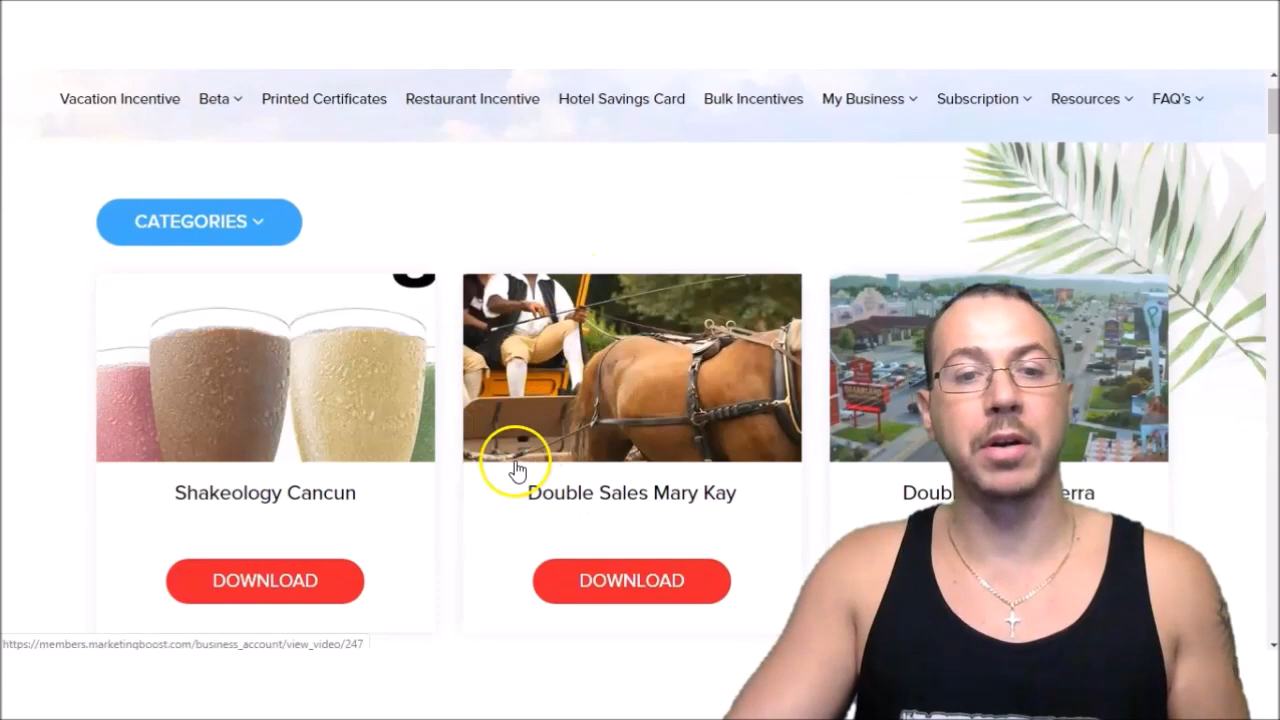 Vacation Incentive Beta Printed Certificates Restaurant Incentive Hotel Savings Card Bulk Incentives My Business Subscription Resources FAQ's
CATEGORIES
Shakeology Cancun Double Sales Mary Kay Doub erra
DOWNLOAD DOWNLOAD
https://members.marketingboost.com/business_account/view_video/247